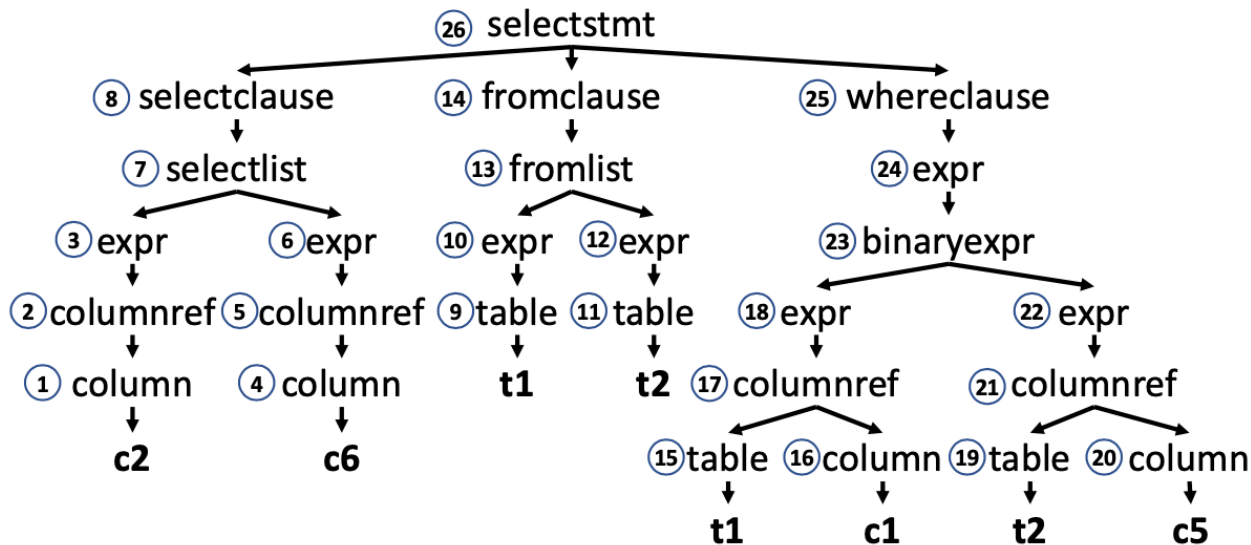 26 selectstmt
8 selectclause 14 fromclause 25 whereclause
7 selectlist 13 fromlist 24 expr
3 expr 6 expr 10 expr 12 expr 23 binaryexpr
2 columnref 5 columnref 9 table 11 table 18 expr 22 expr
1 column 4 column t1 t2 17 columnref 21 columnref
c2 c6 15 table 16 column 19 table 20 column
t1 c1 t2 c5